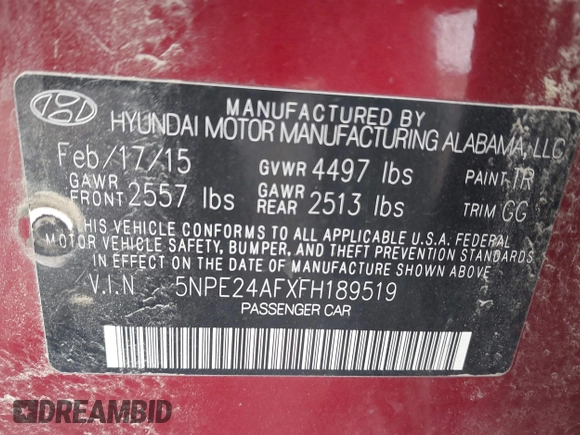 MANUFACTURED BY
HYUNDAI MOTOR MANUFACTURING ALABAMA, LLC
Feb/17/15 GVWR 4497 lbs PAINT TR
GAWR FRONT 2557 lbs GAWR REAR 2513 lbs TRIM GG
THIS VEHICLE CONFORMS TO ALL APPLICABLE U.S.A. FEDERAL
MOTOR VEHICLE SAFETY, BUMPER, AND THEFT PREVENTION STANDARDS
IN EFFECT ON THE DATE OF MANUFACTURE SHOWN ABOVE
V.I.N 5NPE24AFXFH189519
PASSENGER CAR
DREAMBID